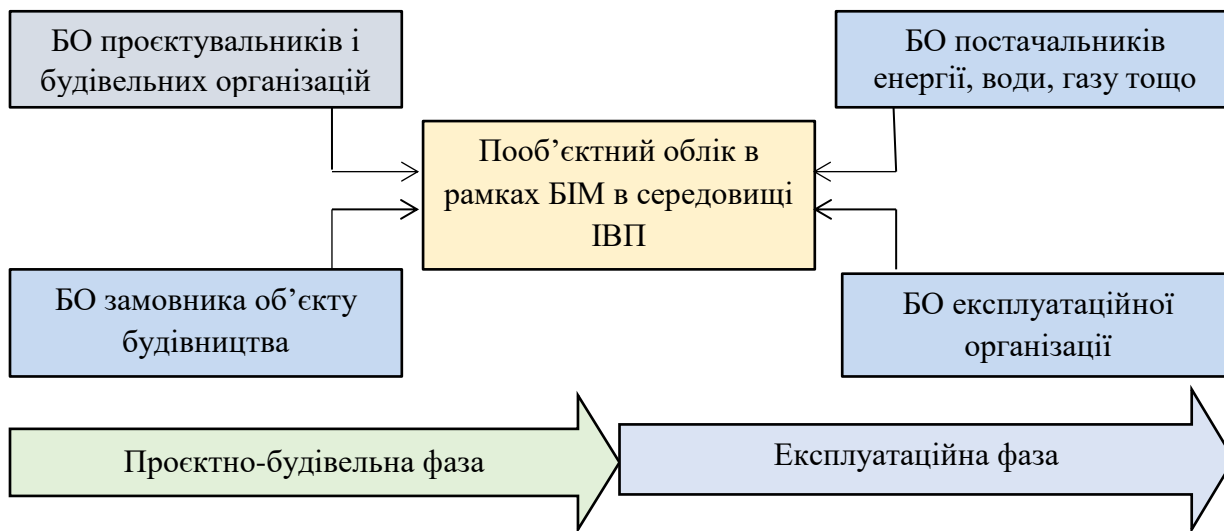 БО проєктувальників і
будівельних організацій
БО постачальників
енергії, води, газу тощо
Пооб’єктний облік в
рамках БІМ в середовищі
ІВП
БО замовника об’єкту
будівництва
БО експлуатаційної
організації
Проєктно-будівельна фаза
Експлуатаційна фаза